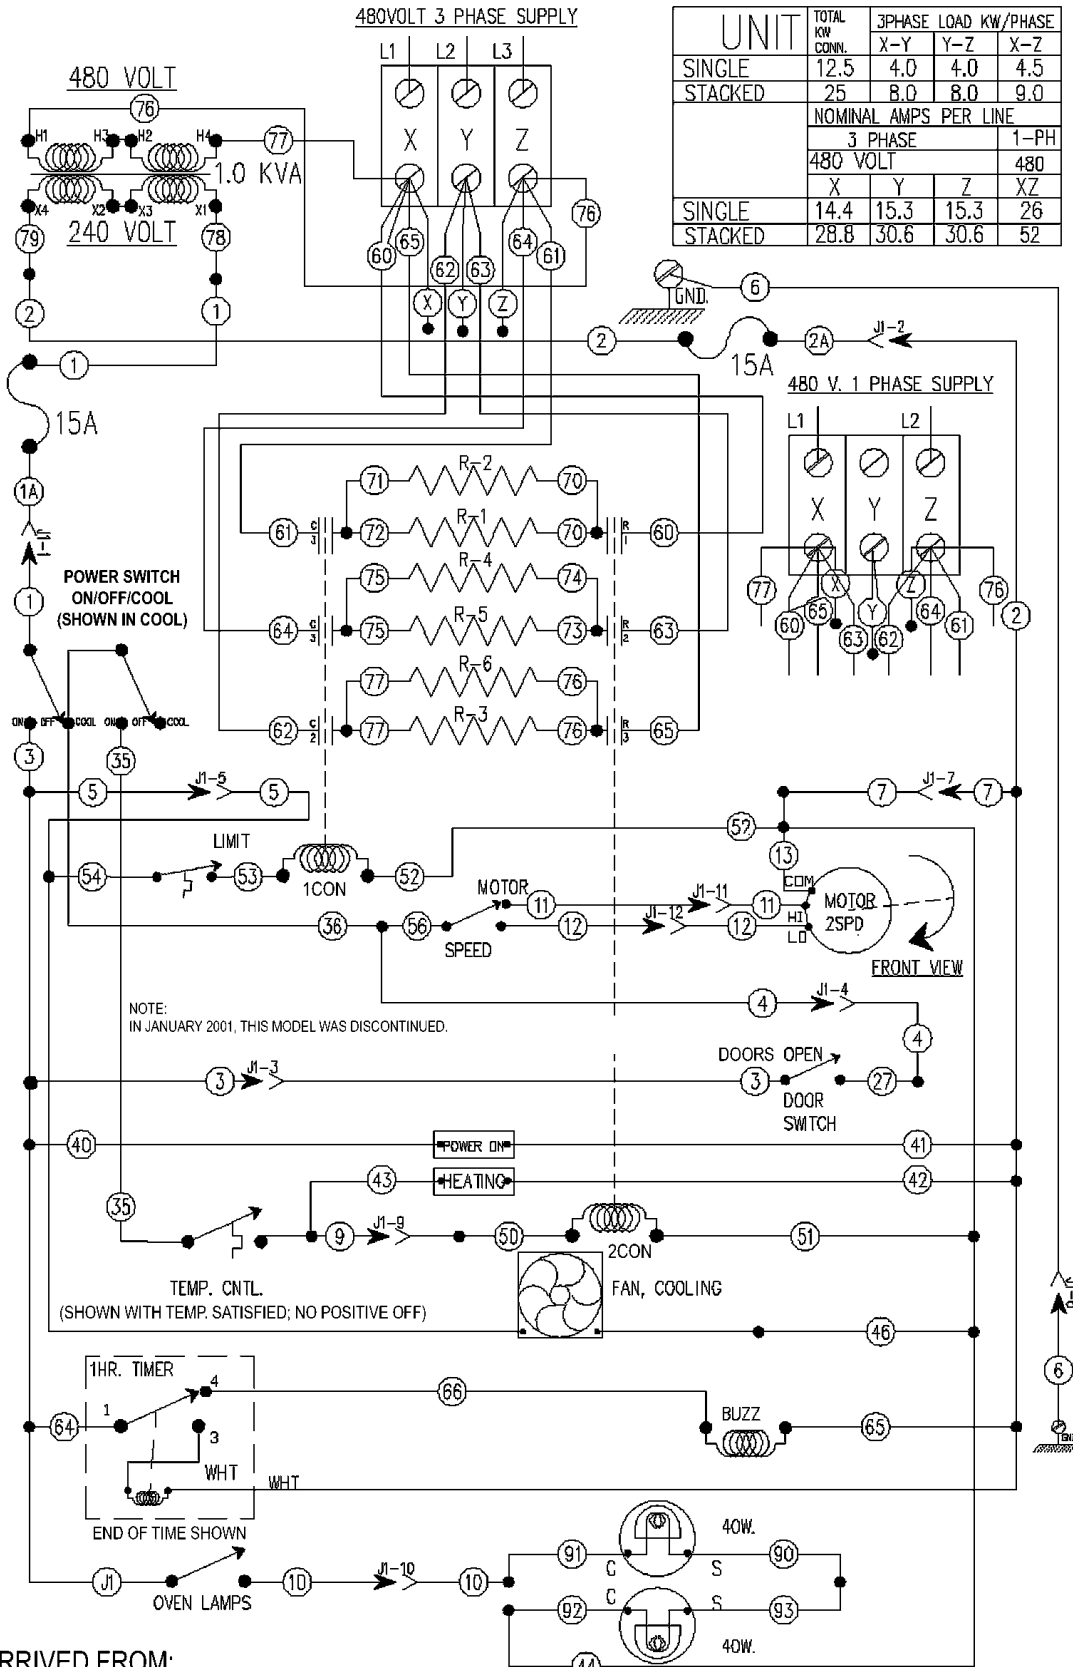 480VOLT 3 PHASE SUPPLY
L1 L2 L3
X Y Z
UNIT TOTAL KW CONN. 3PHASE LOAD KW/PHASE
X-Y Y-Z X-Z
SINGLE 12.5 4.0 4.0 4.5
STACKED 25 8.0 8.0 9.0
NOMINAL AMPS PER LINE
3 PHASE 1-PH
480 VOLT 480
X Y Z XZ
SINGLE 14.4 15.3 15.3 26
STACKED 28.8 30.6 30.6 52
480 VOLT
76
H1 H3 H2 H4 77
1.0 KVA
X4 X2 X3 X1
240 VOLT
79 78
60 65 62 63 64 61 76
X Y Z
2 1
GND. 6
2 15A 2A J1-2
1
15A
1A
J1-1
1
480 V. 1 PHASE SUPPLY
L1 L2
X Y Z
77 60 65 X 63 Y 62 Z 64 61 76 2
71 R-2 70
61 C3 72 R-1 70 R1 60
75 R-4 74
64 C3 75 R-5 73 R2 63
77 R-6 76
62 C2 77 R-3 76 R3 65
POWER SWITCH
ON/OFF/COOL
(SHOWN IN COOL)
ON OFF COOL ON OFF COOL
3 35
5 J1-5 5
7 J1-7 7
LIMIT
54 53 1CON 52
52
13
COM
MOTOR
2SPD
HI
LO
FRONT VIEW
MOTOR 11 J1-11 11
36 56 SPEED 12 J1-12 12
4 J1-4
4
NOTE:
IN JANUARY 2001, THIS MODEL WAS DISCONTINUED.
3 J1-3 3
DOORS OPEN
27
DOOR
SWITCH
40 POWER ON 41
43 HEATING 42
35
9 J1-9 50 2CON 51
TEMP. CNTL.
(SHOWN WITH TEMP. SATISFIED; NO POSITIVE OFF)
FAN, COOLING
46
6
1HR. TIMER
64 1 4 3
66
BUZZ
65
WHT WHT
END OF TIME SHOWN
J1 OVEN LAMPS 10 J1-10 10
91 C S 90
40W.
92 C S 93
40W.
44
RRIVED FROM: